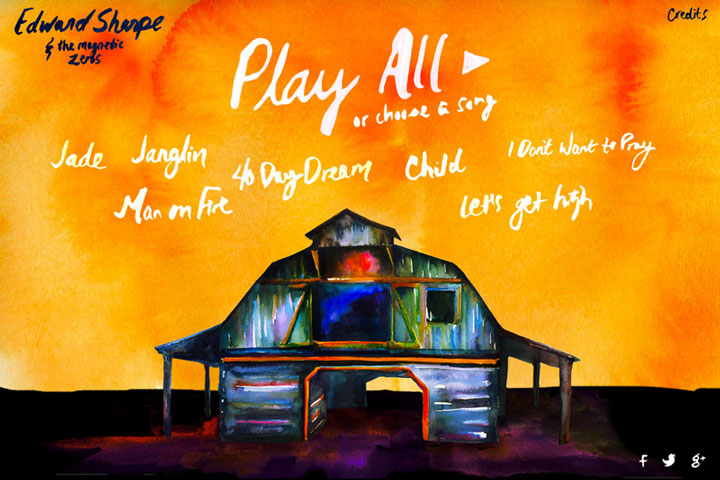 Edward Sharpe
& the magnetic
Zeros
Credits
Play All
or choose a song
Jade
Janglin
40 Day Dream
Child
I Don't Want to Pray
Man on Fire
Let's get high
f
g+